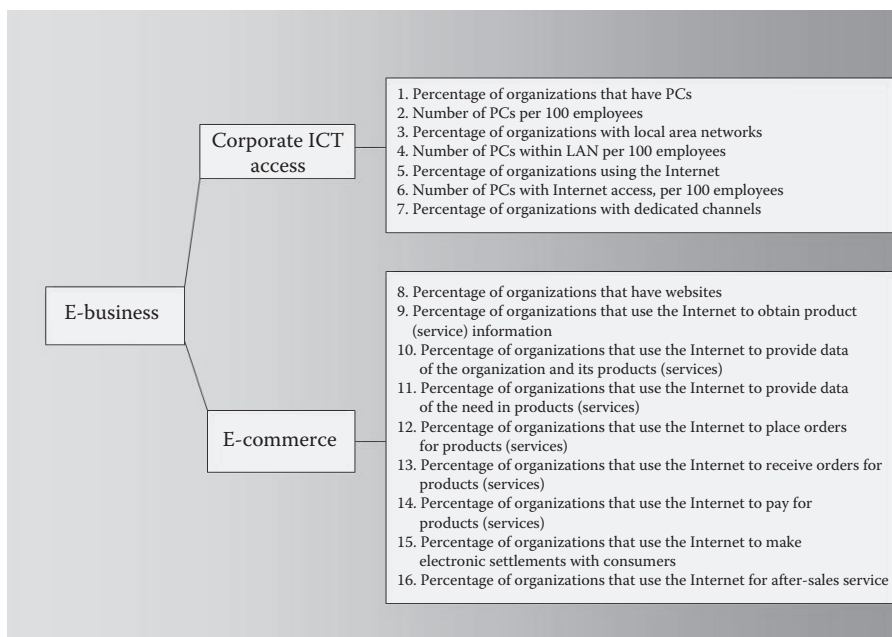 E-business
Corporate ICT
access
1. Percentage of organizations that have PCs
2. Number of PCs per 100 employees
3. Percentage of organizations with local area networks
4. Number of PCs within LAN per 100 employees
5. Percentage of organizations using the Internet
6. Number of PCs with Internet access, per 100 employees
7. Percentage of organizations with dedicated channels
E-commerce
8. Percentage of organizations that have websites
9. Percentage of organizations that use the Internet to obtain product
(service) information
10. Percentage of organizations that use the Internet to provide data
of the organization and its products (services)
11. Percentage of organizations that use the Internet to provide data
of the need in products (services)
12. Percentage of organizations that use the Internet to place orders
for products (services)
13. Percentage of organizations that use the Internet to receive orders for
products (services)
14. Percentage of organizations that use the Internet to pay for
products (services)
15. Percentage of organizations that use the Internet to make
electronic settlements with consumers
16. Percentage of organizations that use the Internet for after-sales service